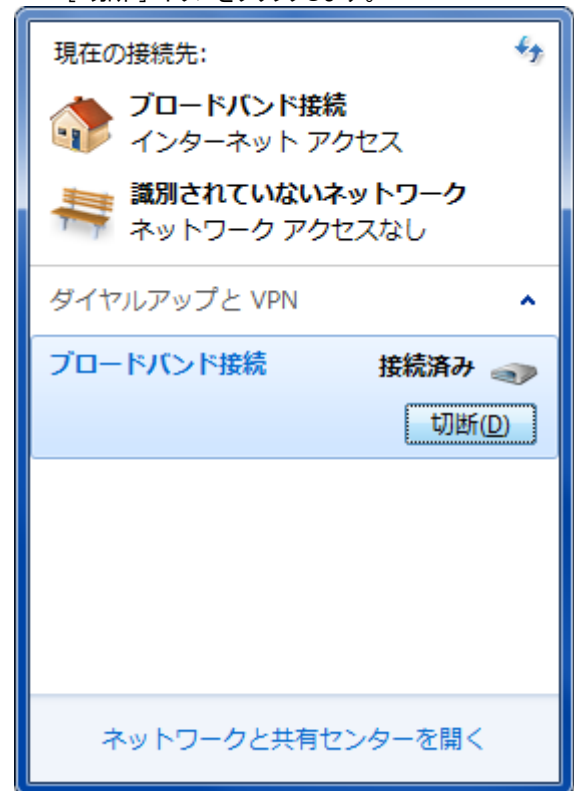 現在の接続先:
ブロードバンド接続
インターネット アクセス
識別されていないネットワーク
ネットワーク アクセスなし
ダイヤルアップと VPN
ブロードバンド接続 接続済み
切断(D)
ネットワークと共有センターを開く